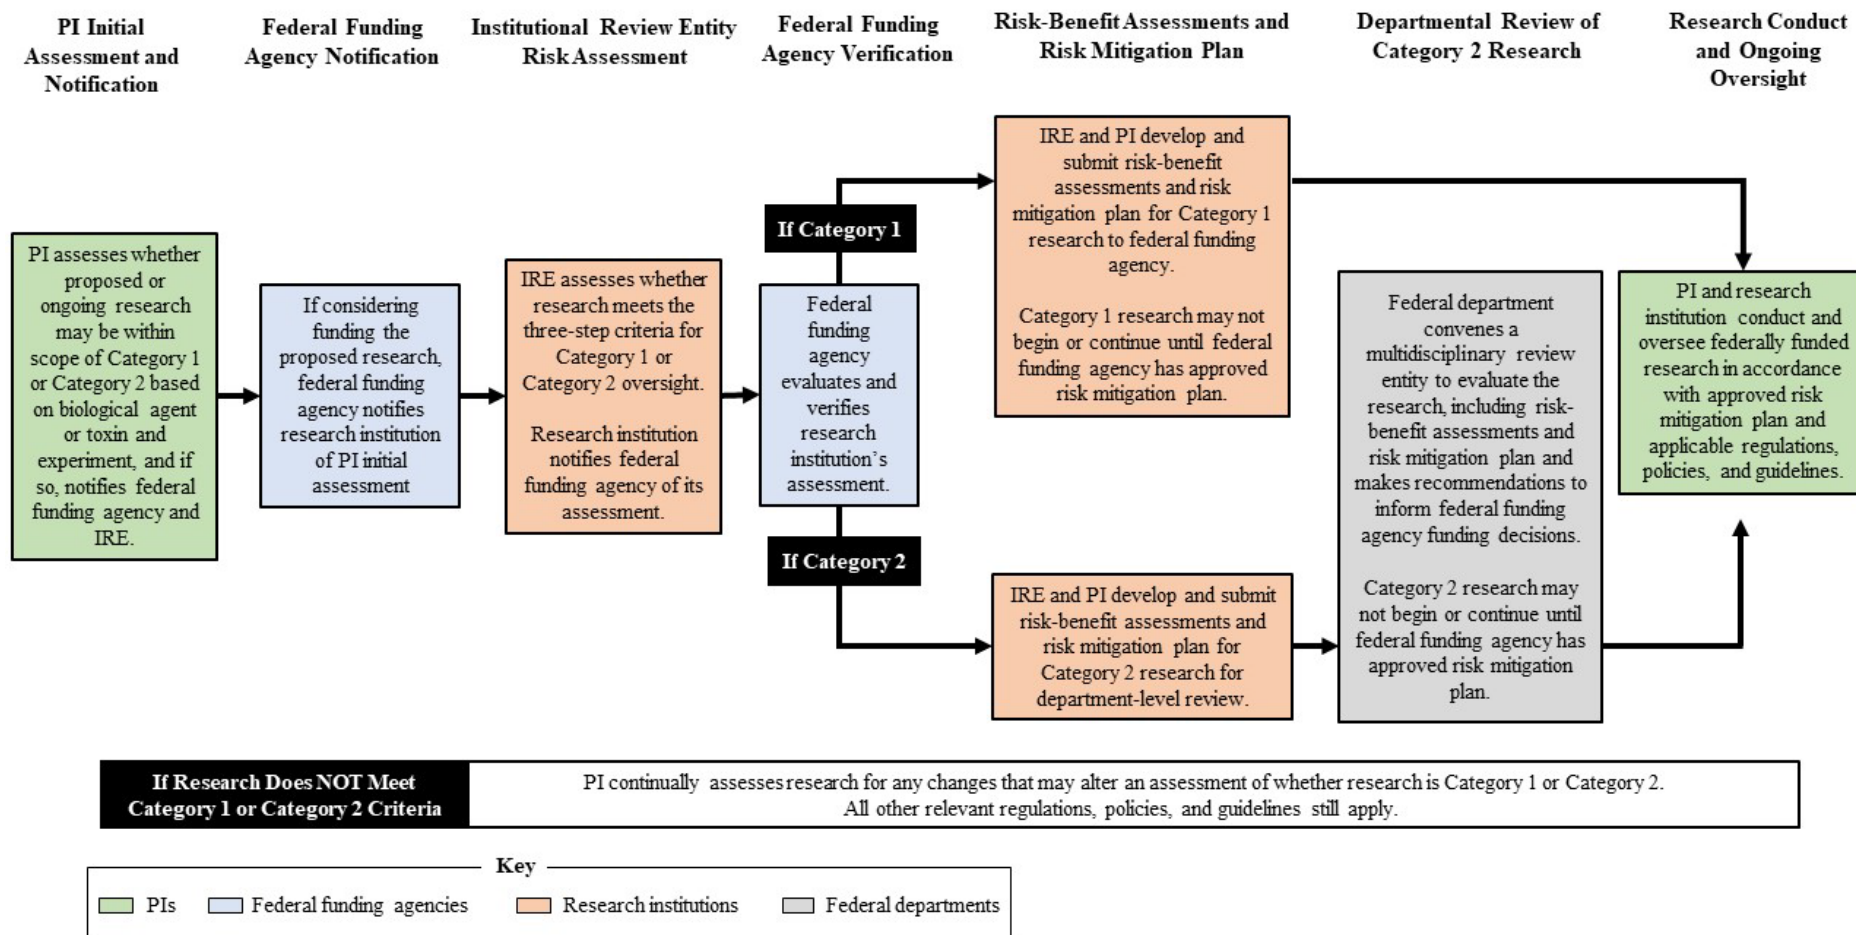 PI Initial
Assessment and
Notification
Federal Funding
Agency Notification
Institutional Review Entity
Risk Assessment
Federal Funding
Agency Verification
Risk-Benefit Assessments and
Risk Mitigation Plan
Departmental Review of
Category 2 Research
Research Conduct
and Ongoing
Oversight
PI assesses whether
proposed or
ongoing research
may be within
scope of Category 1
or Category 2 based
on biological agent
or toxin and
experiment, and if
so, notifies federal
funding agency and
IRE.
If considering
funding the
proposed research,
federal funding
agency notifies
research institution
of PI initial
assessment
IRE assesses whether
research meets the
three-step criteria for
Category 1 or
Category 2 oversight.
Research institution
notifies federal
funding agency of its
assessment.
If Category 1
Federal
funding
agency
evaluates and
verifies
research
institution's
assessment.
If Category 2
IRE and PI develop and
submit risk-benefit
assessments and risk
mitigation plan for Category 1
research to federal funding
agency.
Category 1 research may not
begin or continue until federal
funding agency has approved
risk mitigation plan.
IRE and PI develop and submit
risk-benefit assessments and
risk mitigation plan for
Category 2 research for
department-level review.
Federal department
convenes a
multidisciplinary review
entity to evaluate the
research, including risk-
benefit assessments and
risk mitigation plan and
makes recommendations to
inform federal funding
agency funding decisions.
Category 2 research may
not begin or continue until
federal funding agency has
approved risk mitigation
plan.
PI and research
institution conduct and
oversee federally funded
research in accordance
with approved risk
mitigation plan and
applicable regulations,
policies, and guidelines.
If Research Does NOT Meet
Category 1 or Category 2 Criteria
PI continually assesses research for any changes that may alter an assessment of whether research is Category 1 or Category 2.
All other relevant regulations, policies, and guidelines still apply.
Key
PIs
Federal funding agencies
Research institutions
Federal departments